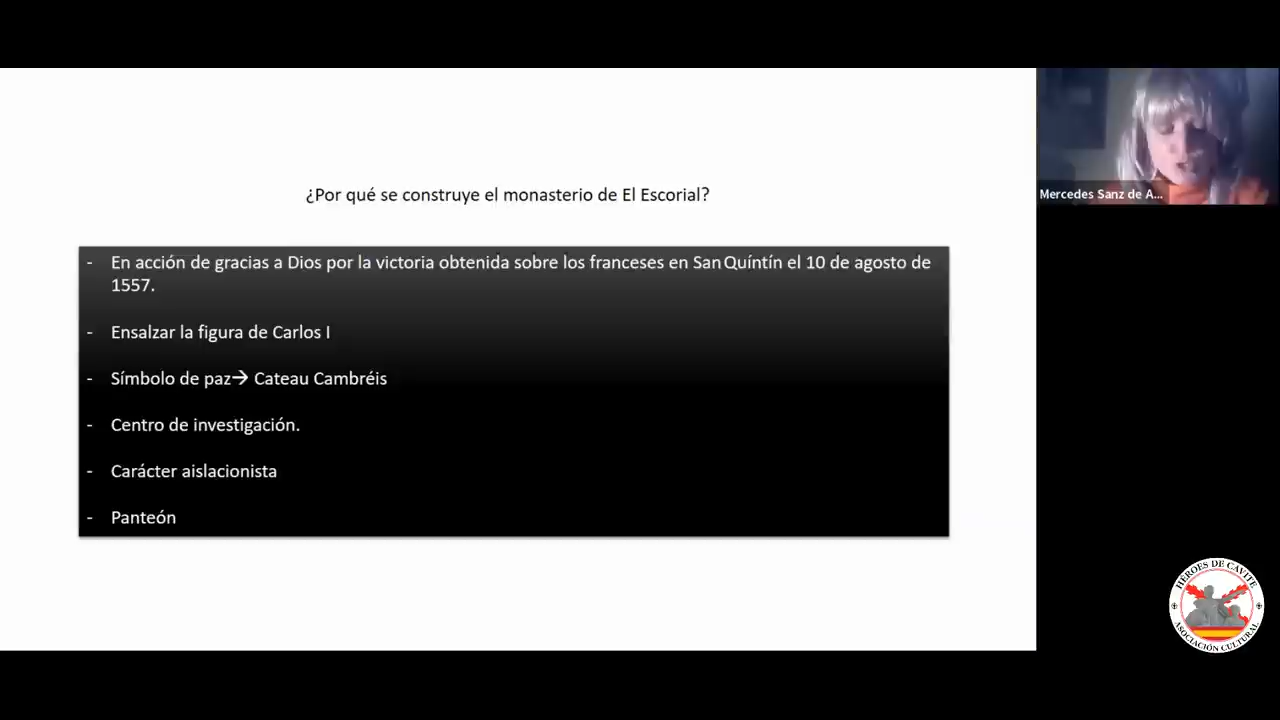 ¿Por qué se construye el monasterio de El Escorial?
- En acción de gracias a Dios por la victoria obtenida sobre los franceses en San Quíntín el 10 de agosto de
1557.
- Ensalzar la figura de Carlos I
- Símbolo de paz→ Cateau Cambréis
- Centro de investigación.
- Carácter aislacionista
- Panteón
Mercedes Sanz de A...
HÉROES DE CAVITE
ASOCIACIÓN CULTURAL